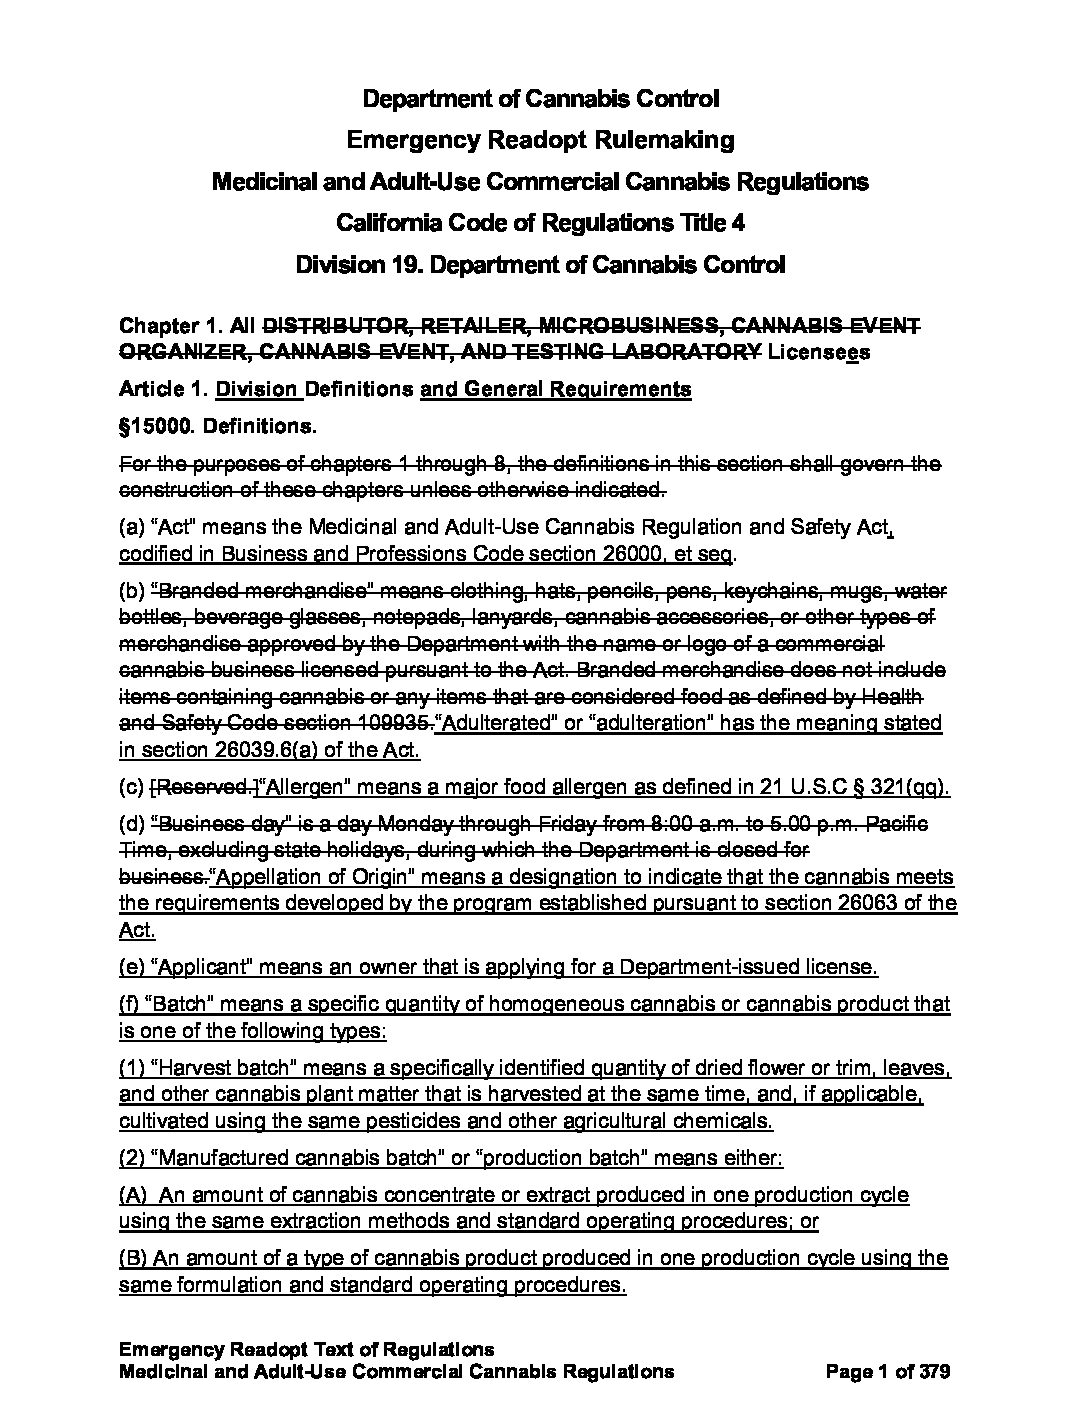 Department of Cannabis Control
Emergency Readopt Rulemaking
Medicinal and Adult-Use Commercial Cannabis Regulations
California Code of Regulations Title 4
Division 19. Department of Cannabis Control
Chapter 1. All DISTRIBUTOR, RETAILER, MICROBUSINESS, CANNABIS EVENT
ORGANIZER, CANNABIS EVENT, AND TESTING LABORATORY Licensees
Article 1. Division Definitions and General Requirements
§15000. Definitions.
For the purposes of chapters 1 through 8, the definitions in this section shall govern the
construction of these chapters unless otherwise indicated.
(a) “Act" means the Medicinal and Adult-Use Cannabis Regulation and Safety Act,
codified in Business and Professions Code section 26000, et seq.
(b) “Branded merchandise" means clothing, hats, pencils, pens, keychains, mugs, water
bottles, beverage glasses, notepads, lanyards, cannabis accessories, or other types of
merchandise approved by the Department with the name or logo of a commercial
cannabis business licensed pursuant to the Act. Branded merchandise does not include
items containing cannabis or any items that are considered food as defined by Health
and Safety Code section 109935.“Adulterated" or “adulteration" has the meaning stated
in section 26039.6(a) of the Act.
(c) [Reserved.]“Allergen" means a major food allergen as defined in 21 U.S.C § 321(qq).
(d) “Business day" is a day Monday through Friday from 8:00 a.m. to 5.00 p.m. Pacific
Time, excluding state holidays, during which the Department is closed for
business.“Appellation of Origin" means a designation to indicate that the cannabis meets
the requirements developed by the program established pursuant to section 26063 of the
Act.
(e) “Applicant" means an owner that is applying for a Department-issued license.
(f) “Batch" means a specific quantity of homogeneous cannabis or cannabis product that
is one of the following types:
(1) “Harvest batch" means a specifically identified quantity of dried flower or trim, leaves,
and other cannabis plant matter that is harvested at the same time, and, if applicable,
cultivated using the same pesticides and other agricultural chemicals.
(2) “Manufactured cannabis batch" or “production batch" means either:
(A) An amount of cannabis concentrate or extract produced in one production cycle
using the same extraction methods and standard operating procedures; or
(B) An amount of a type of cannabis product produced in one production cycle using the
same formulation and standard operating procedures.
Emergency Readopt Text of Regulations
Medicinal and Adult-Use Commercial Cannabis Regulations Page 1 of 379